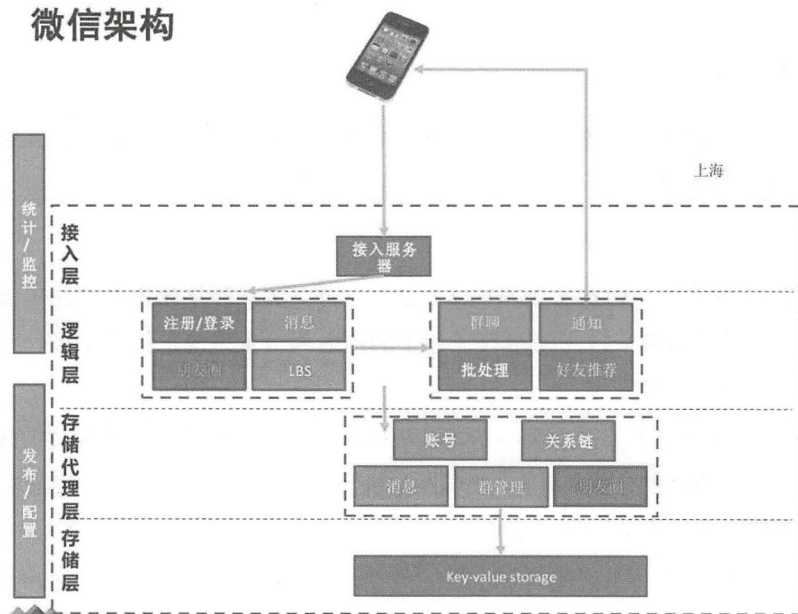 微信架构
上海
统计/监控
接入层
接入服务
器
逻辑层
注册/登录
消息
群聊
通知
朋友圈
LBS
批处理
好友推荐
发布/配置
存储代理层
账号
关系链
消息
群管理
朋友圈
存储层
Key-value storage